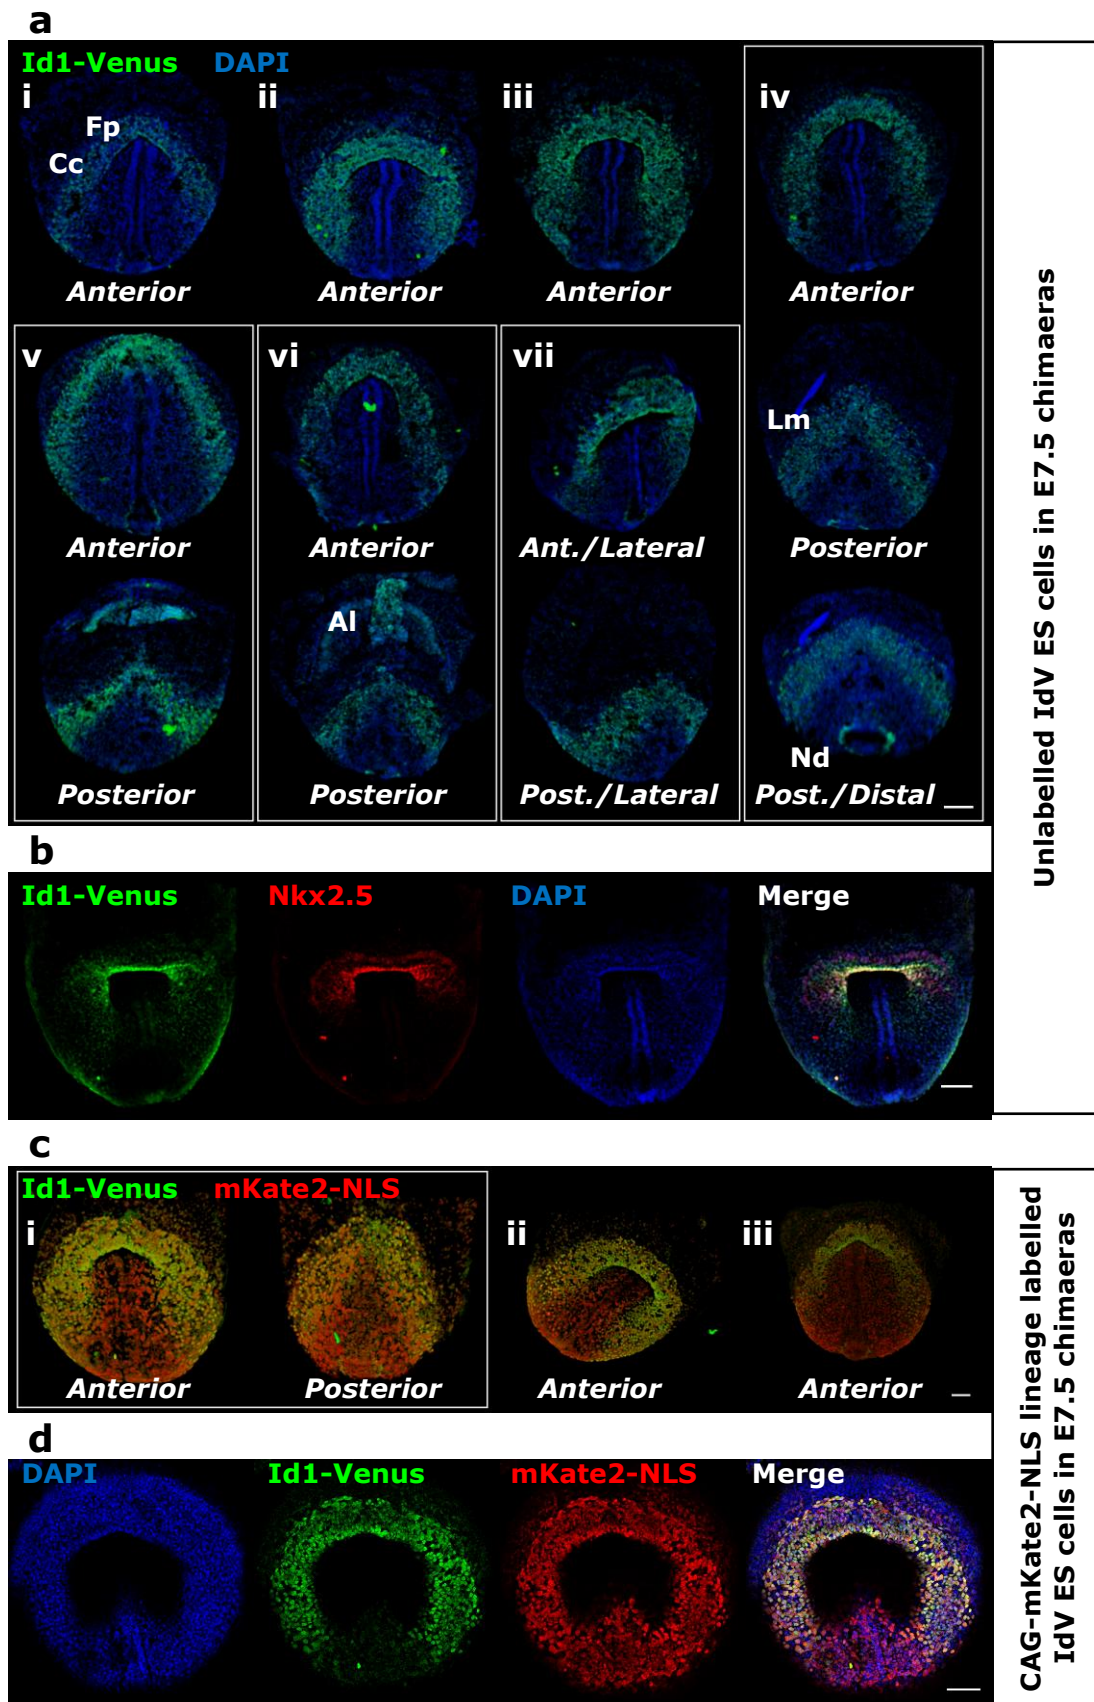 a
Id1-Venus DAPI
i ii iii iv
Fp
Cc
Anterior Anterior Anterior Anterior
v vi vii
Lm
Anterior Anterior Ant./Lateral Posterior
Al
Nd
Posterior Posterior Post./Lateral Post./Distal
Unlabelled IdV ES cells in E7.5 chimaeras
b
Id1-Venus Nkx2.5 DAPI Merge
c
Id1-Venus mKate2-NLS
i ii iii
Anterior Posterior Anterior Anterior
d
DAPI Id1-Venus mKate2-NLS Merge
CAG-mKate2-NLS lineage labelled
IdV ES cells in E7.5 chimaeras